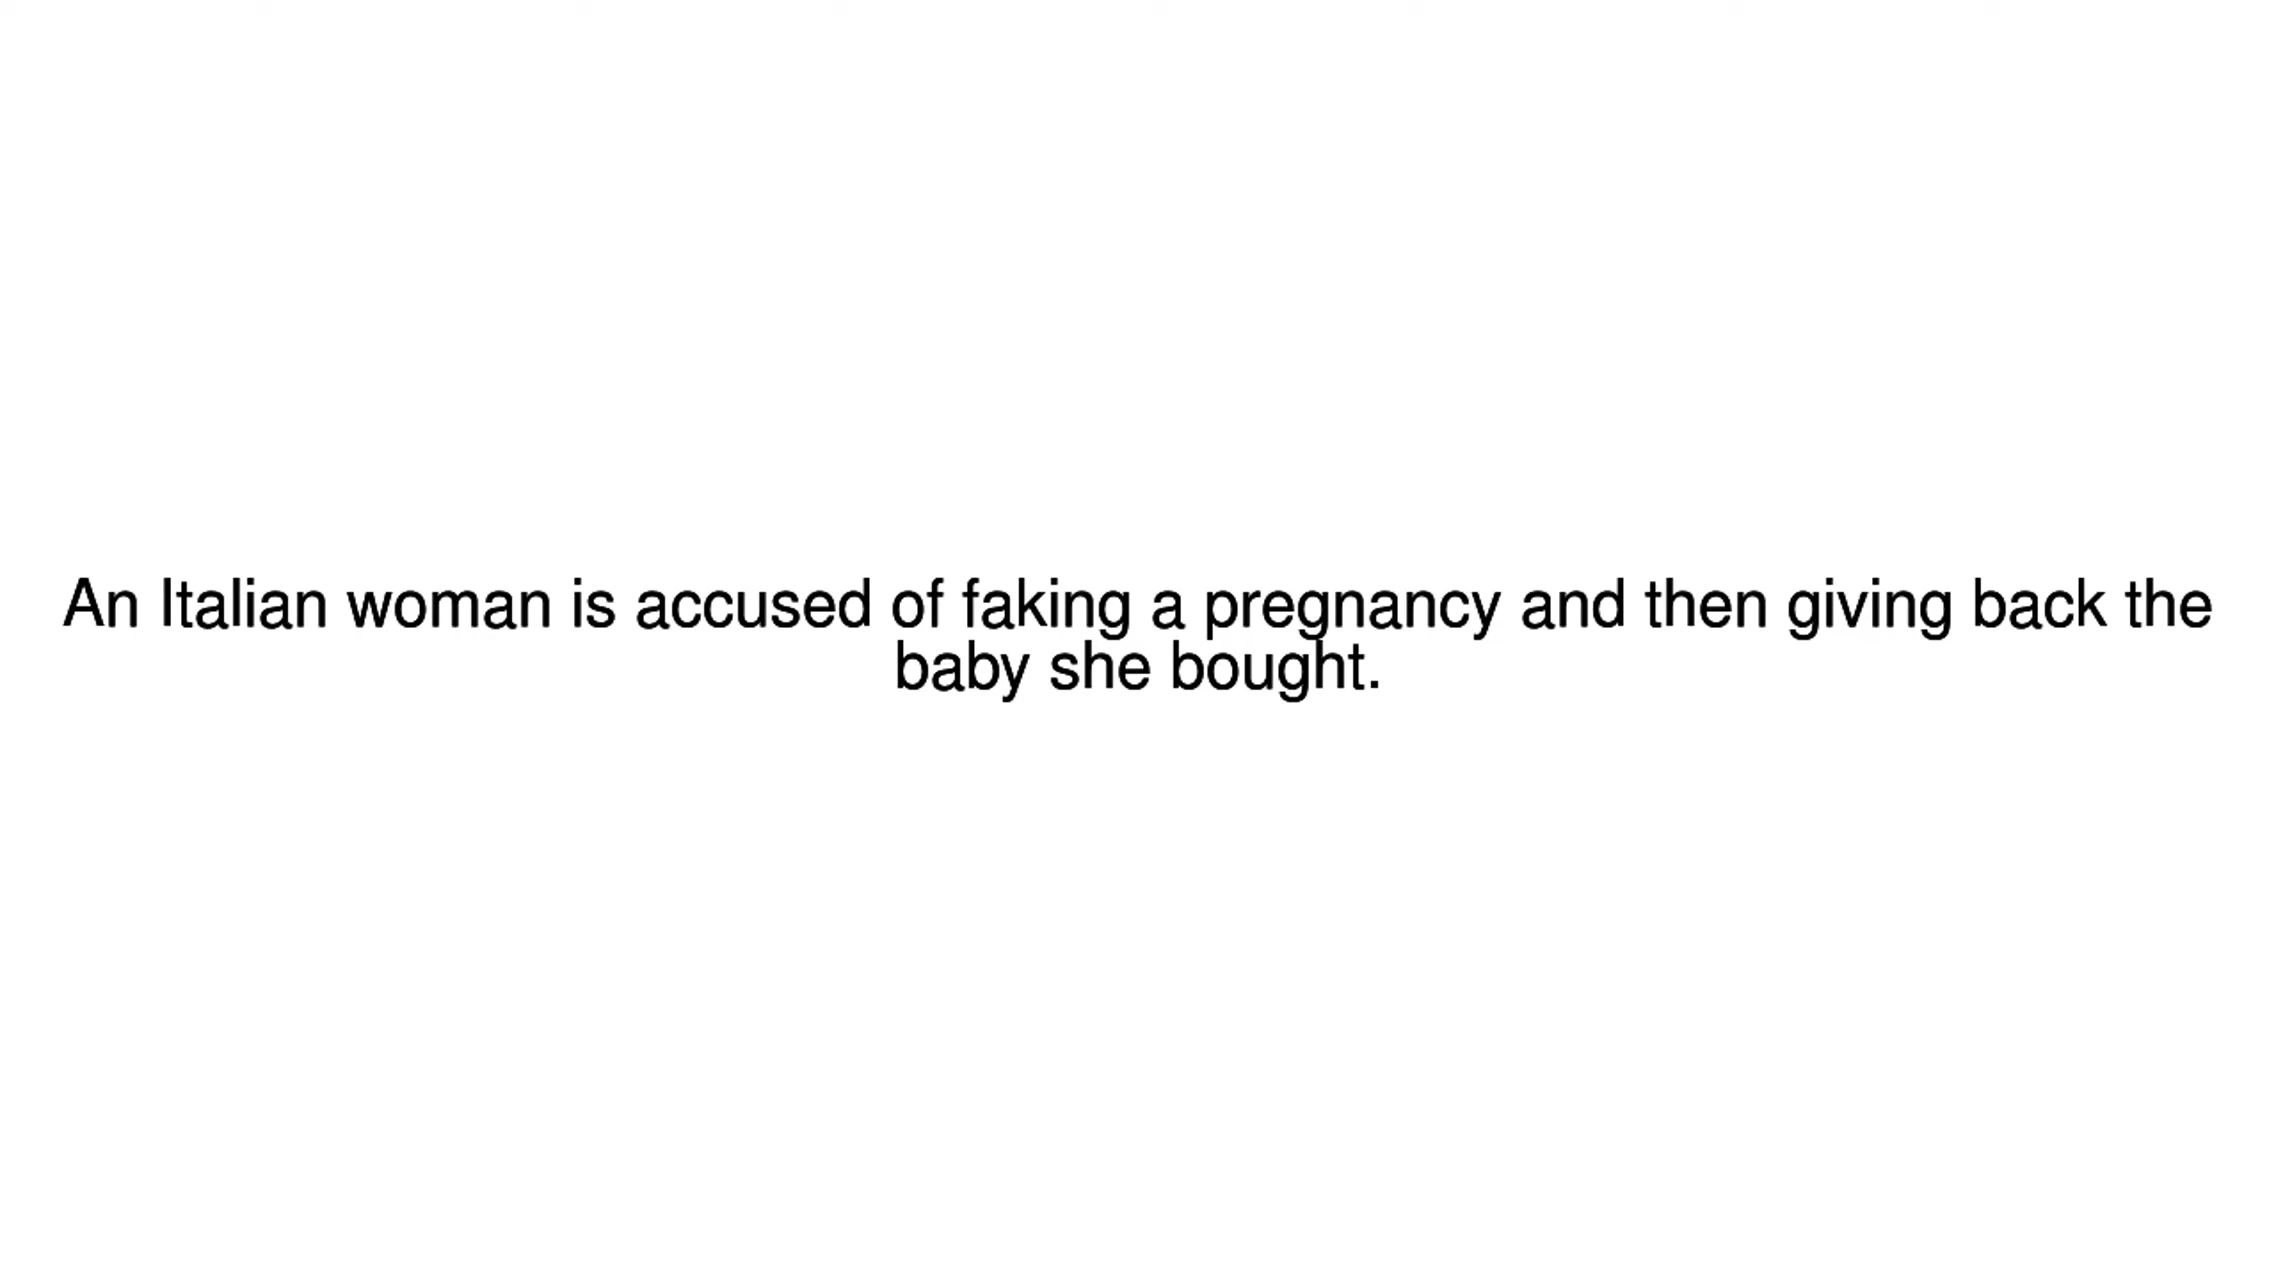 An Italian woman is accused of faking a pregnancy and then giving back the
baby she bought.